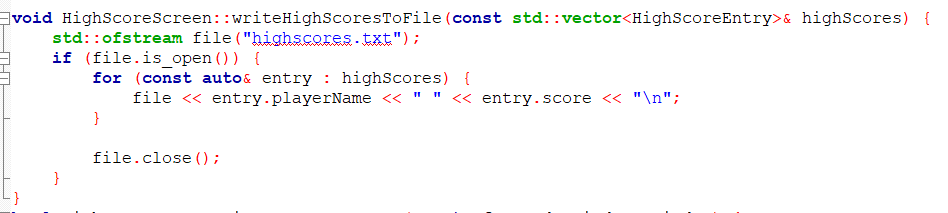 void HighScoreScreen::writeHighScoresToFile(const std::vector<HighScoreEntry>& highScores) {
    std::ofstream file("highscores.txt");
    if (file.is_open()) {
        for (const auto& entry : highScores) {
            file << entry.playerName << " " << entry.score << "\n";
        }

        file.close();
    }
}